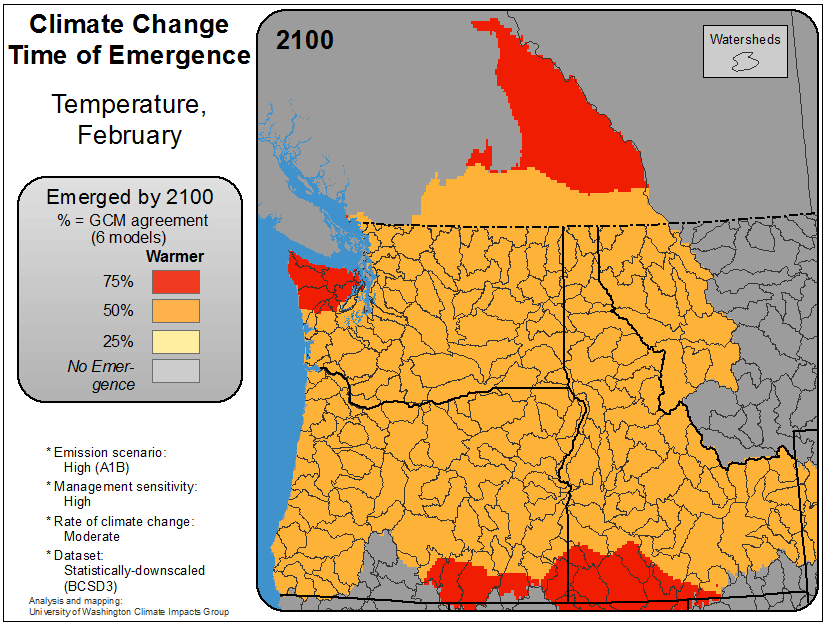 Climate Change
Time of Emergence
Temperature,
February
Emerged by 2100
% = GCM agreement
(6 models)
Warmer
75%
50%
25%
No Emer-
gence
* Emission scenario:
High (A1B)
* Management sensitivity:
High
* Rate of climate change:
Moderate
* Dataset:
Statistically-downscaled
(BCSD3)
Analysis and mapping:
University of Washington Climate Impacts Group
2100
Watersheds